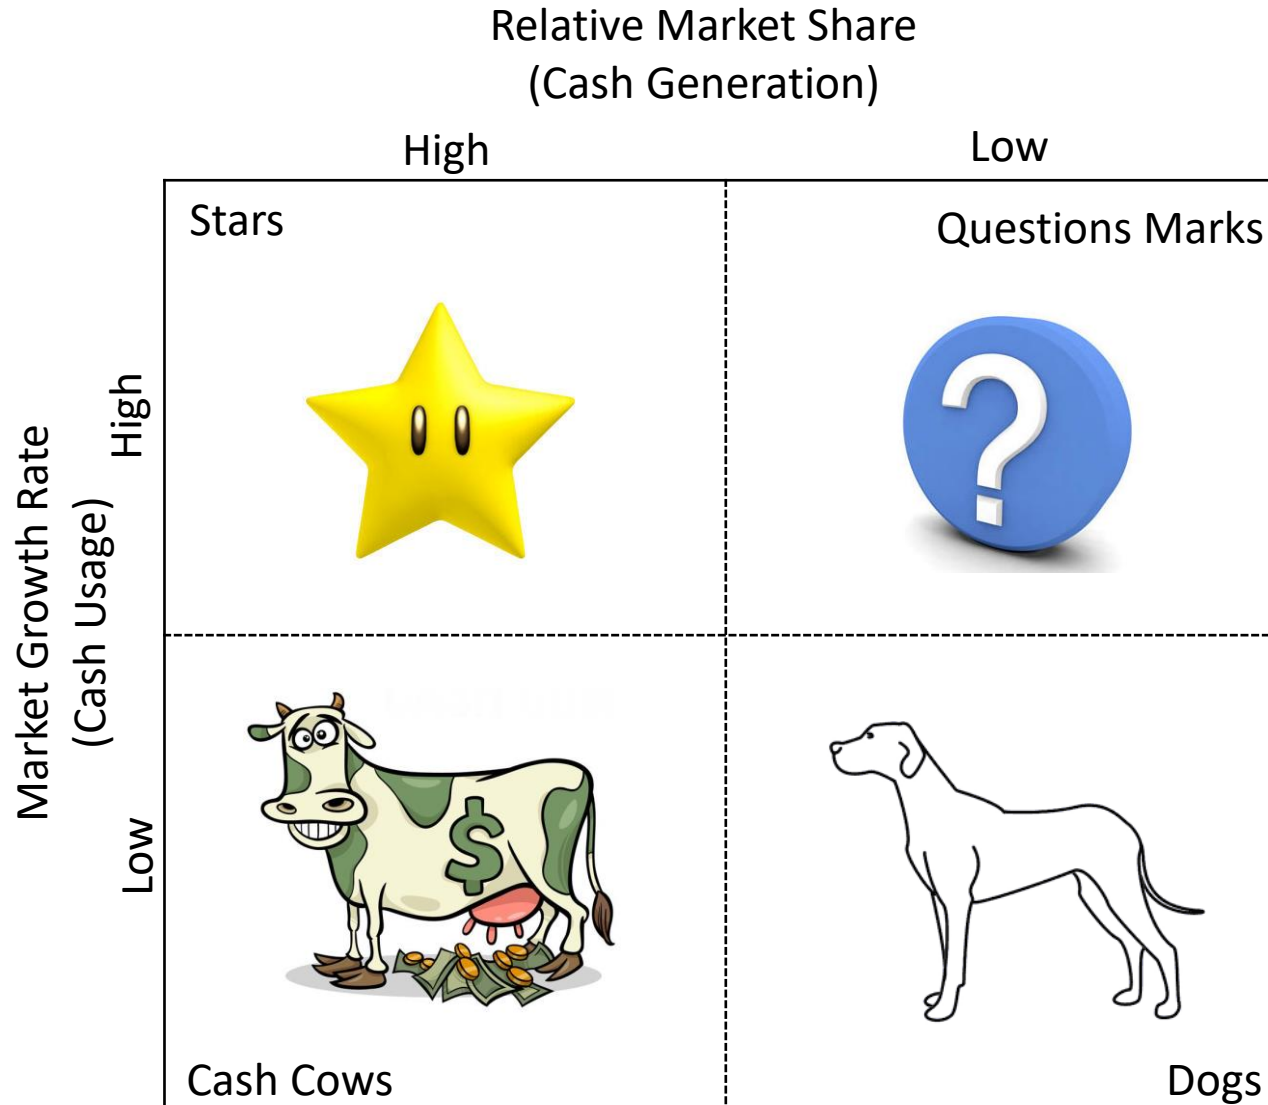 Relative Market Share
(Cash Generation)
High
Low
Stars
Questions Marks
Market Growth Rate
(Cash Usage)
High
Low
?
$
Cash Cows
Dogs